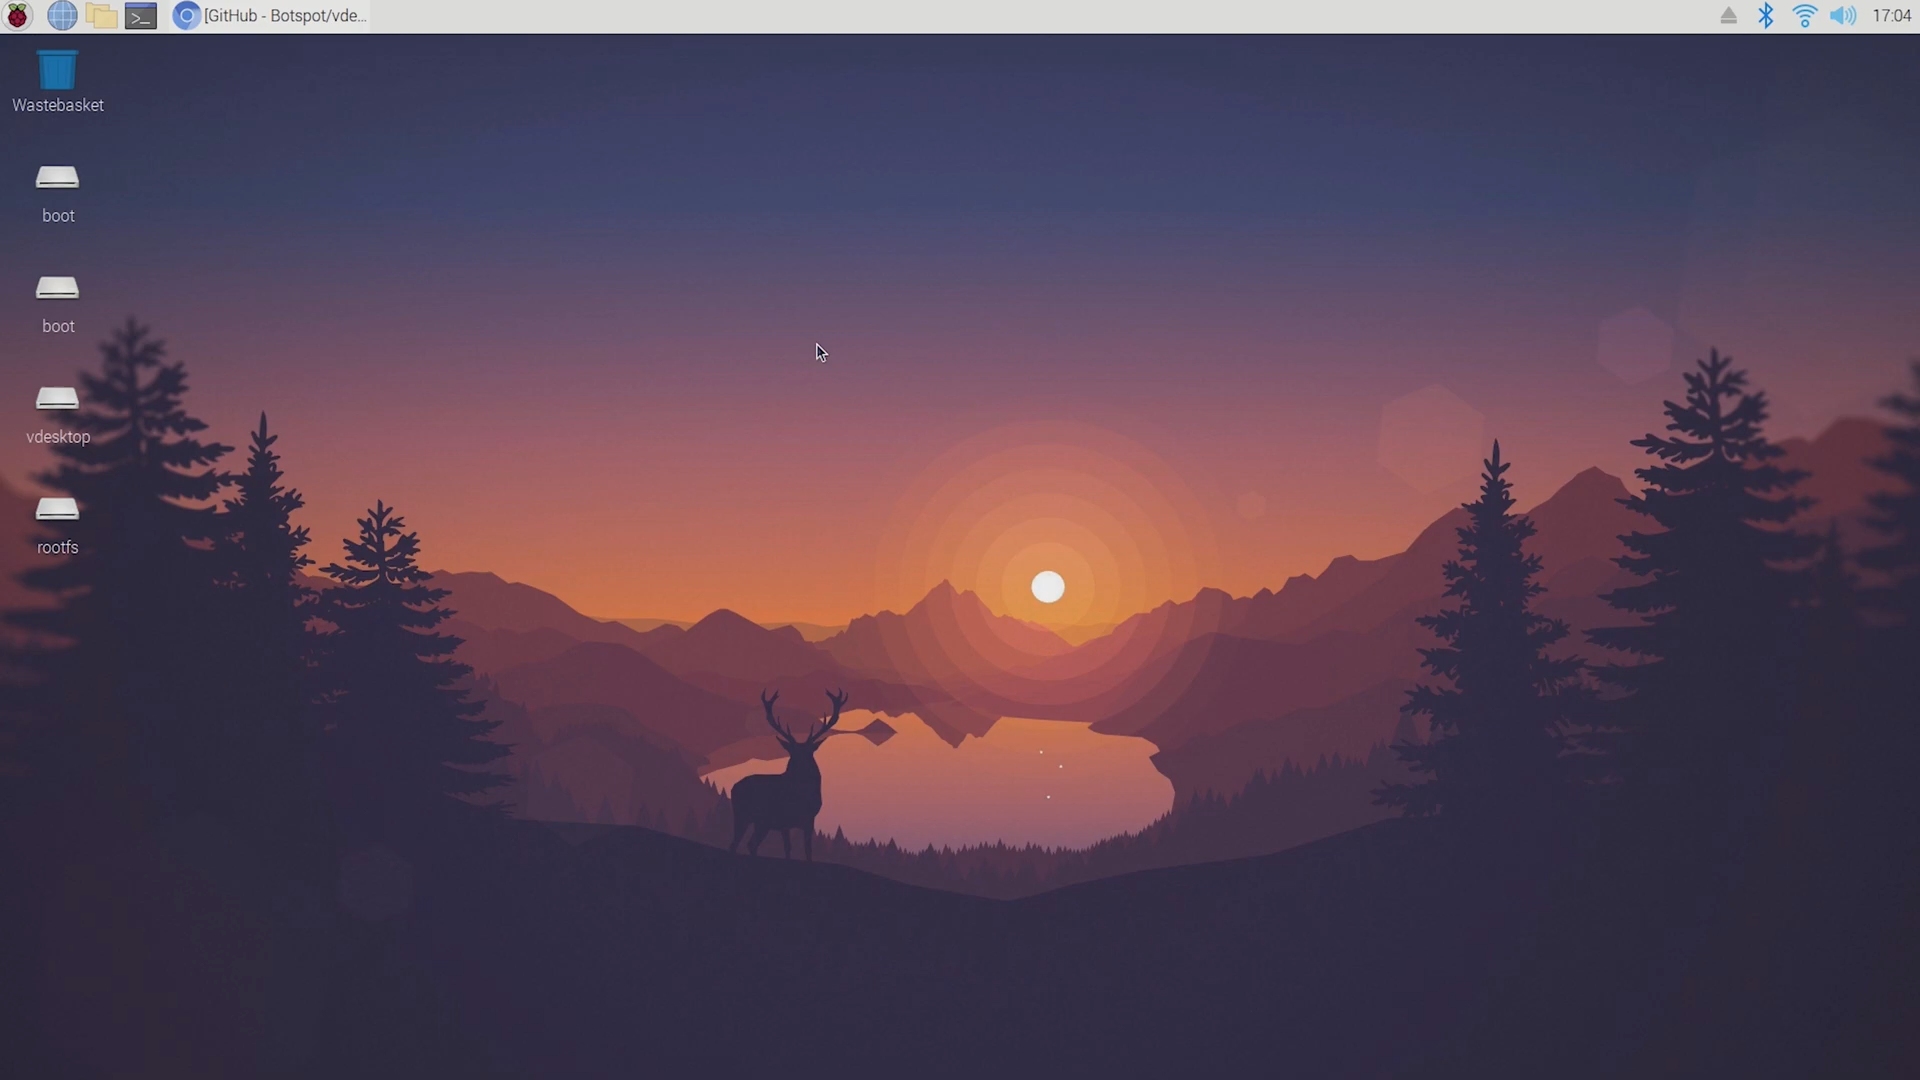 [GitHub - Botspot/vde...
17:04
Wastebasket
boot
boot
vdesktop
rootfs